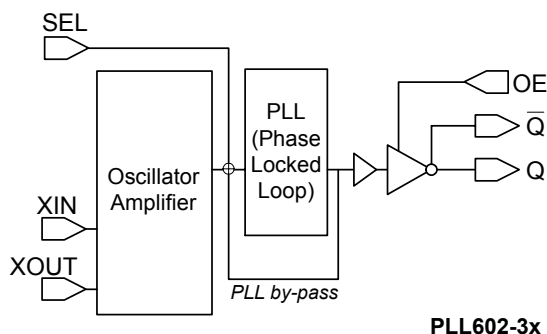 SEL
OE
PLL
(Phase
Locked
Loop)
Q̅
Oscillator
Amplifier
Q
XIN
XOUT
PLL by-pass
PLL602-3x